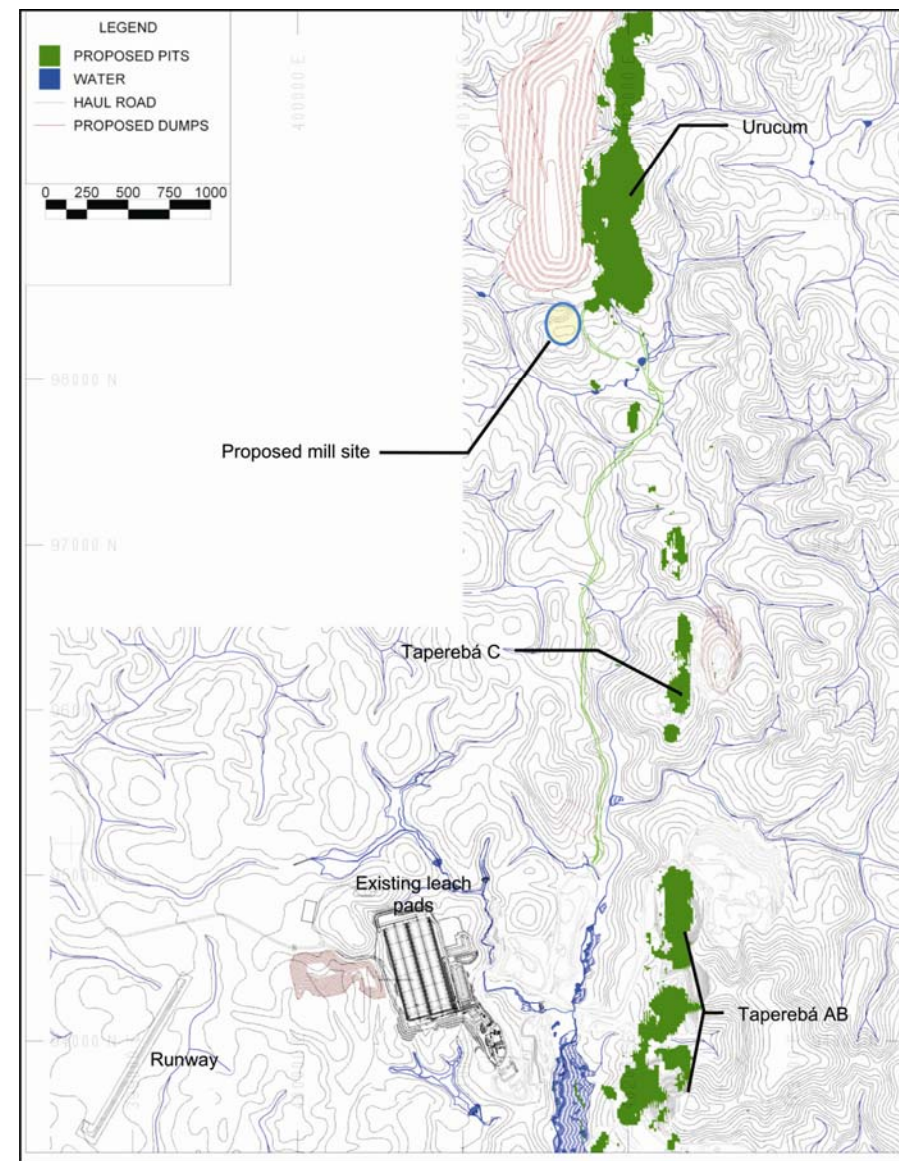 LEGEND
PROPOSED PITS
WATER
HAUL ROAD
PROPOSED DUMPS
0 250 500 750 1000
400000 E
Urucum
98000 N
Proposed mill site
97000 N
Taperebá C
Existing leach
pads
Taperebá AB
Runway